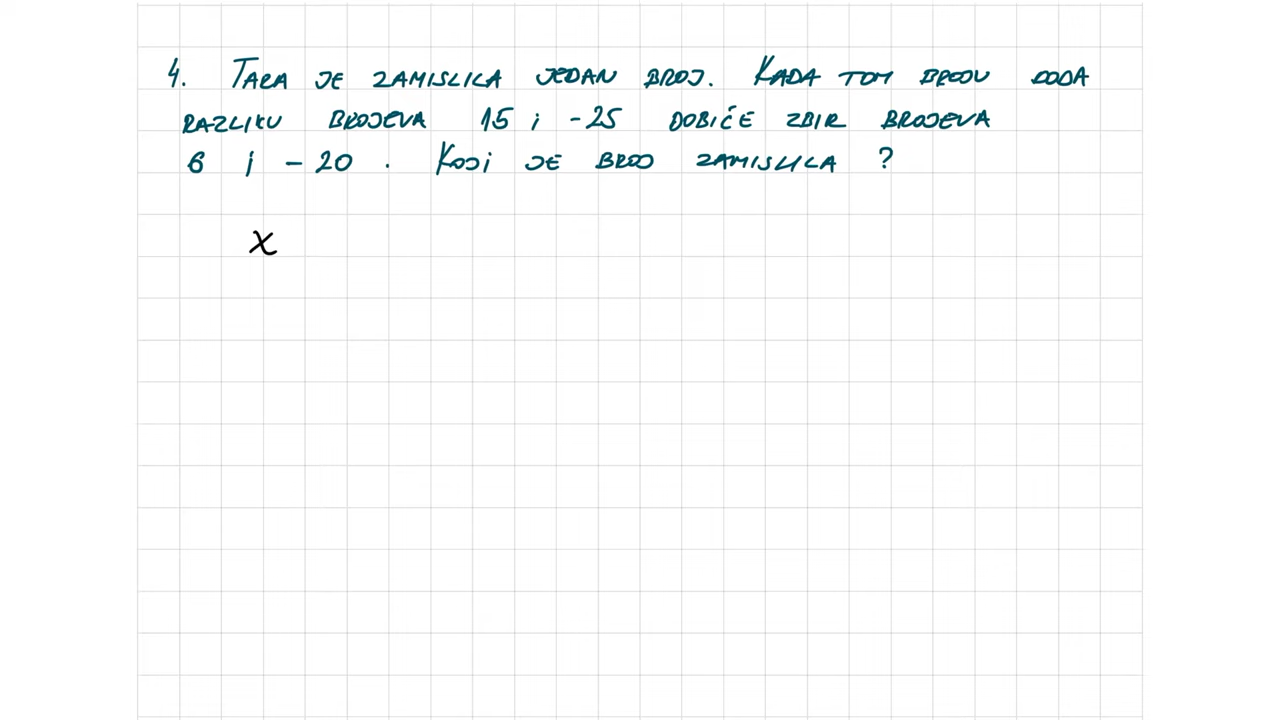 4. TARA JE ZAMISLILA JEDAN BROJ. KADA TOM BROJU DODA
RAZLIKU BROJEVA 15 i -25 DOBIĆE ZBIR BROJEVA
6 i -20. KOJI JE BROJ ZAMISLILA ?
x